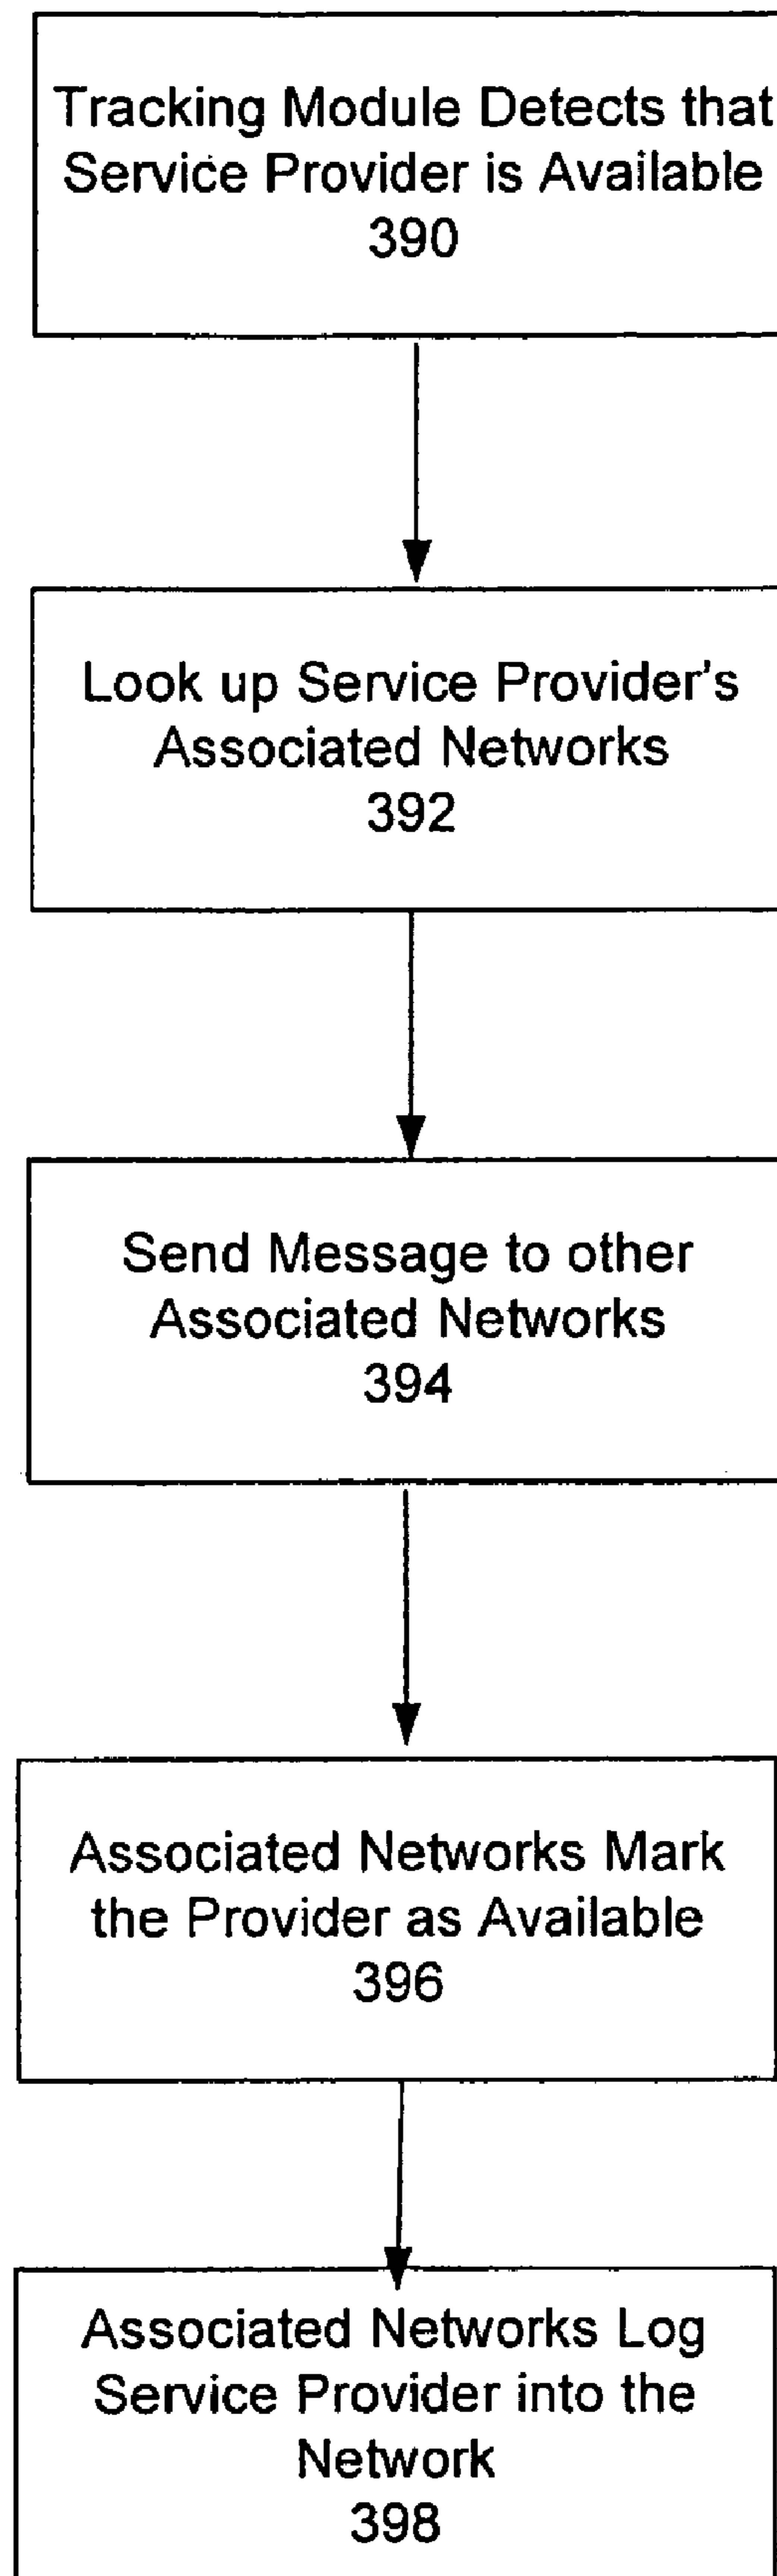 Tracking Module Detects that
Service Provider is Available
390
Look up Service Provider's
Associated Networks
392
Send Message to other
Associated Networks
394
Associated Networks Mark
the Provider as Available
396
Associated Networks Log
Service Provider into the
Network
398